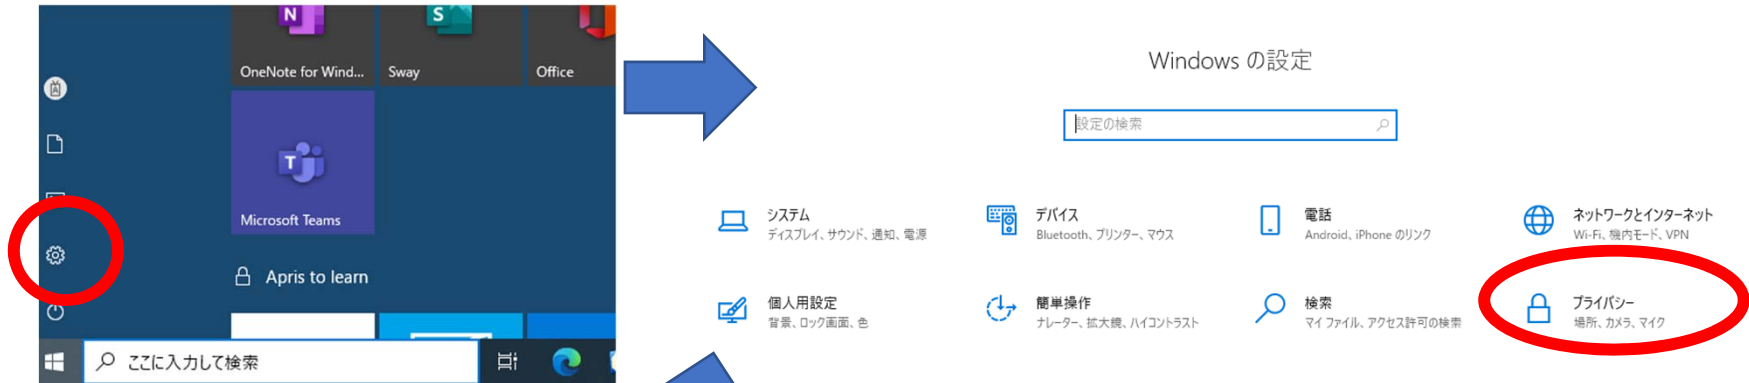 N
S
OneNote for Wind...
Sway
Office
T
Microsoft Teams
Apris to learn
ここに入力して検索
Windows の設定
設定の検索
システム
ディスプレイ、サウンド、通知、電源
デバイス
Bluetooth、プリンター、マウス
電話
Android、iPhone のリンク
ネットワークとインターネット
Wi-Fi、機内モード、VPN
個人用設定
背景、ロック画面、色
簡単操作
ナレーター、拡大鏡、ハイコントラスト
検索
マイ ファイル、アクセス許可の検索
プライバシー
場所、カメラ、マイク